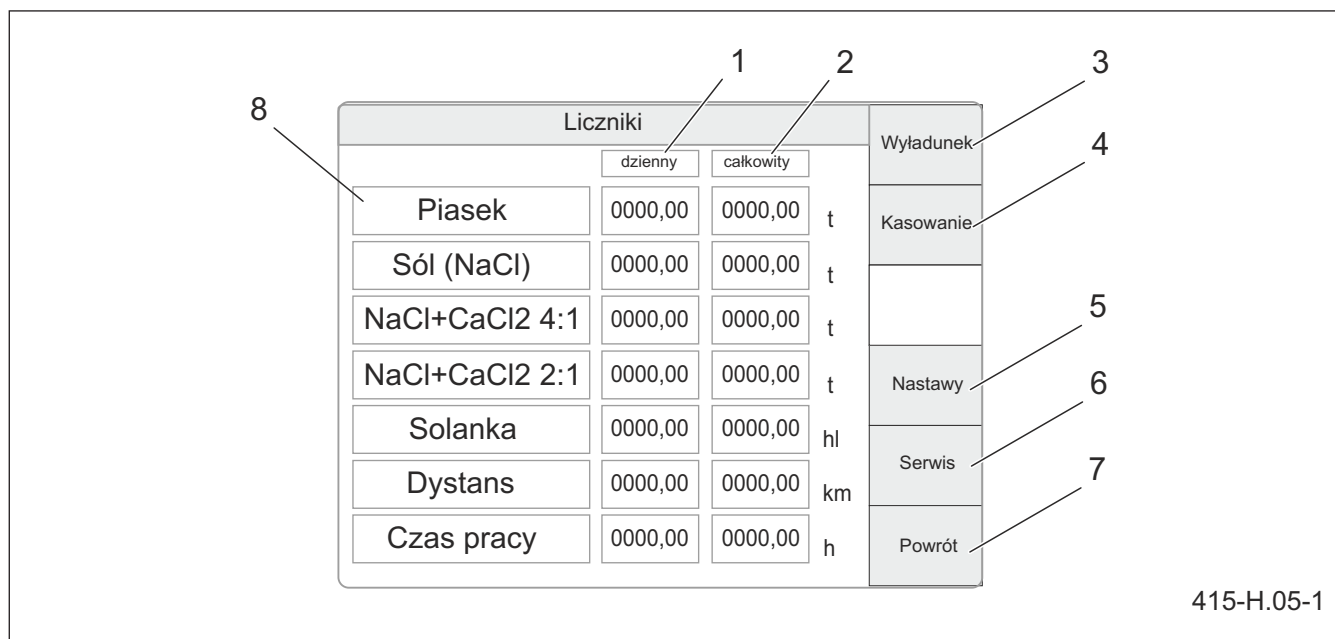 1 2 3
8 4
Liczniki Wyładunek
dzienny całkowity
Piasek 0000,00 0000,00 t Kasowanie
Sól (NaCl) 0000,00 0000,00 t
NaCl+CaCl2 4:1 0000,00 0000,00 t
5
NaCl+CaCl2 2:1 0000,00 0000,00 t Nastawy
6
Solanka 0000,00 0000,00 hl Serwis
7
Dystans 0000,00 0000,00 km
Czas pracy 0000,00 0000,00 h Powrót
415-H.05-1